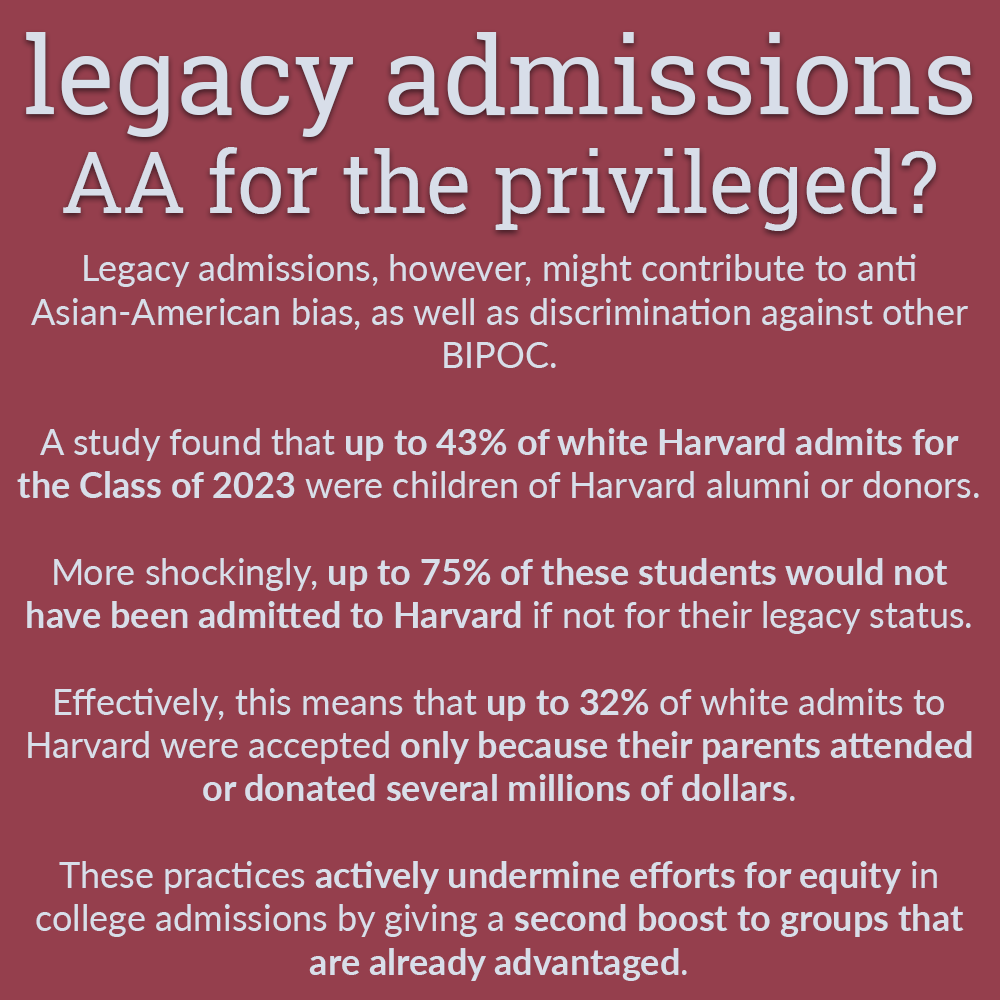 legacy admissions
AA for the privileged?
Legacy admissions, however, might contribute to anti
Asian-American bias, as well as discrimination against other
BIPOC.
A study found that up to 43% of white Harvard admits for
the Class of 2023 were children of Harvard alumni or donors.
More shockingly, up to 75% of these students would not
have been admitted to Harvard if not for their legacy status.
Effectively, this means that up to 32% of white admits to
Harvard were accepted only because their parents attended
or donated several millions of dollars.
These practices actively undermine efforts for equity in
college admissions by giving a second boost to groups that
are already advantaged.